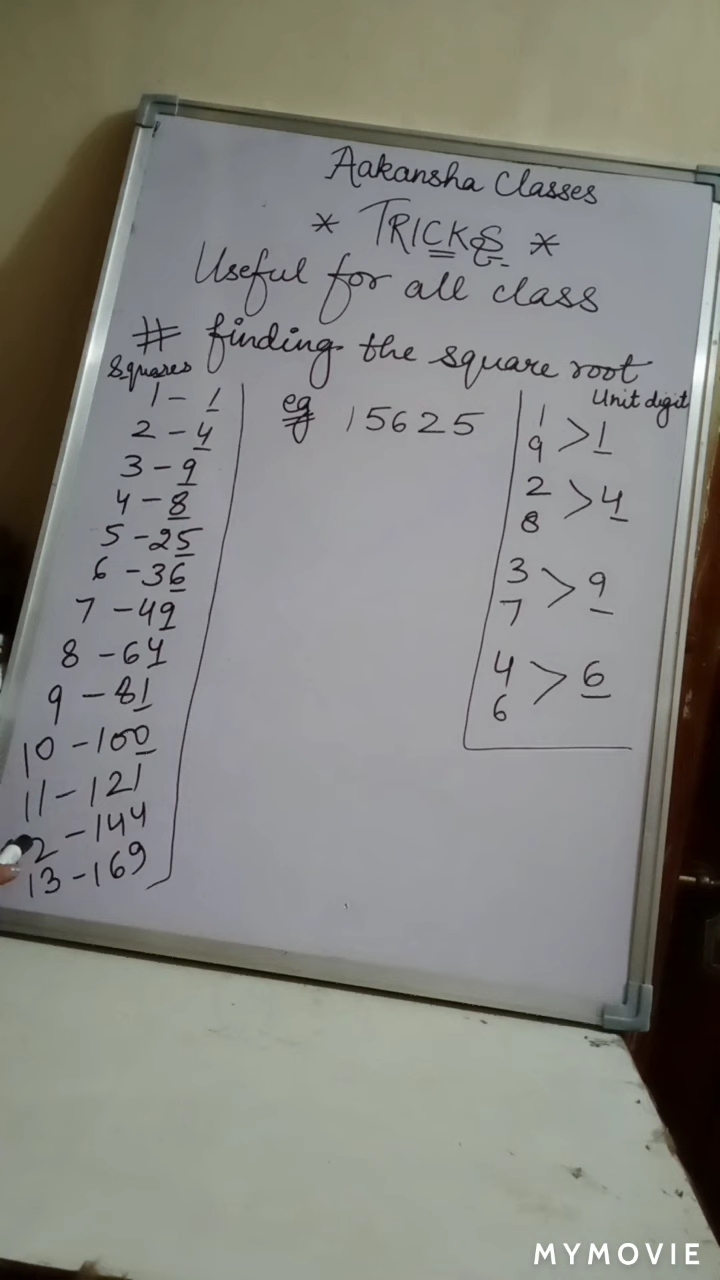 Aakansha Classes
* TRICKS *
Useful for all class
# finding the square root
Squares
1 - 1
2 - 4
3 - 9
4 - 8
5 - 25
6 - 36
7 - 49
8 - 64
9 - 81
10 - 100
11 - 121
2 - 144
13 - 169
eg 15625
Unit digit
1
9 > 1
2
8 > 4
3
7 > 9
4
6 > 6
MYMOVIE